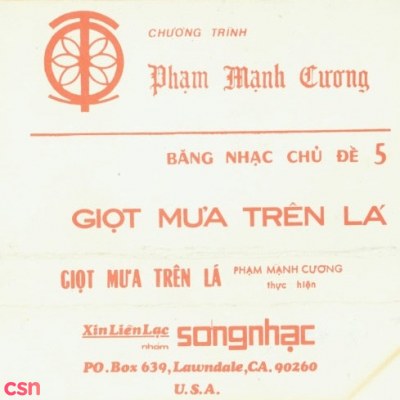 CHƯƠNG TRÌNH
Phạm Mạnh Cương
BĂNG NHẠC CHỦ ĐỀ 5
GIỌT MƯA TRÊN LÁ
GIỌT MƯA TRÊN LÁ PHẠM MẠNH CƯƠNG
thực hiện
Xin Liên Lạc
nhóm songnhạc
PO. Box 639, Lawndale, CA. 90260
U.S.A.
csn